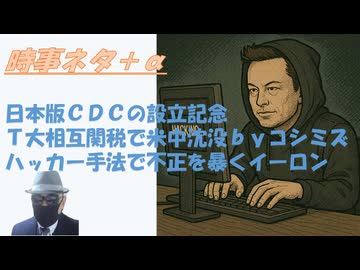 時事ネタ+α
日本版CDCの設立記念
T大相互関税で米中沈没byコシミズ
ハッカー手法で不正を暴くイーロン
HACKING